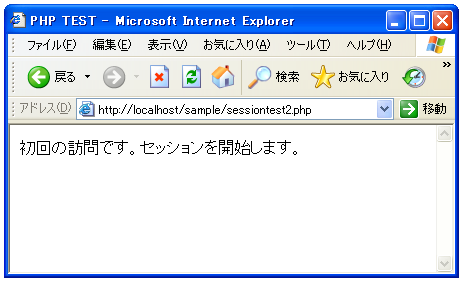 PHP TEST - Microsoft Internet Explorer
ファイル(F) 編集(E) 表示(V) お気に入り(A) ツール(T) ヘルプ(H)
戻る 検索 お気に入り »
アドレス(D) http://localhost/sample/sessiontest2.php 移動
初回の訪問です。セッションを開始します。